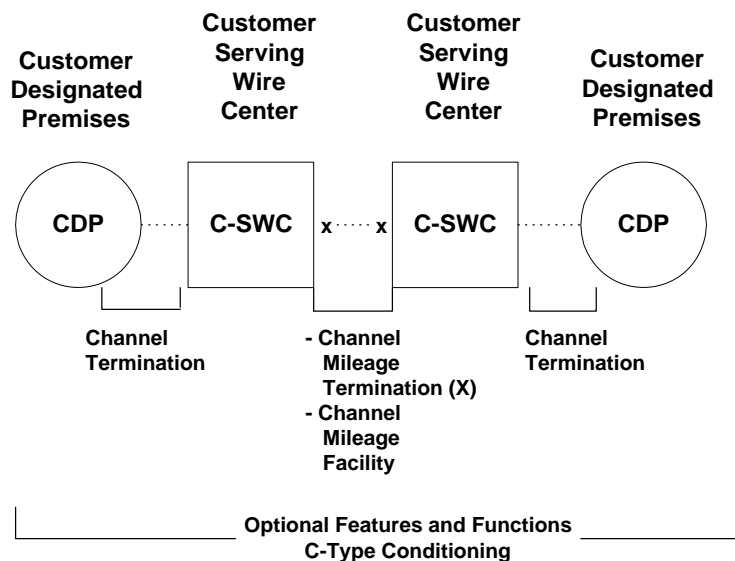 Customer
Designated
Premises
Customer
Serving
Wire
Center
Customer
Serving
Wire
Center
Customer
Designated
Premises
CDP
C-SWC
x
x
C-SWC
CDP
Channel
Termination
- Channel
Mileage
Termination (X)
- Channel
Mileage
Facility
Channel
Termination
Optional Features and Functions
C-Type Conditioning